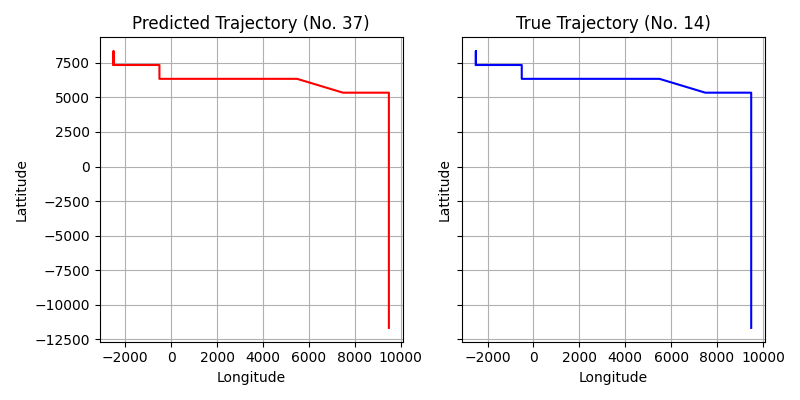 Predicted Trajectory (No. 37)
True Trajectory (No. 14)
Lattitude
7500
5000
2500
0
−2500
−5000
−7500
−10000
−12500
−2000 0 2000 4000 6000 8000 10000
Longitude
Lattitude
−2000 0 2000 4000 6000 8000 10000
Longitude